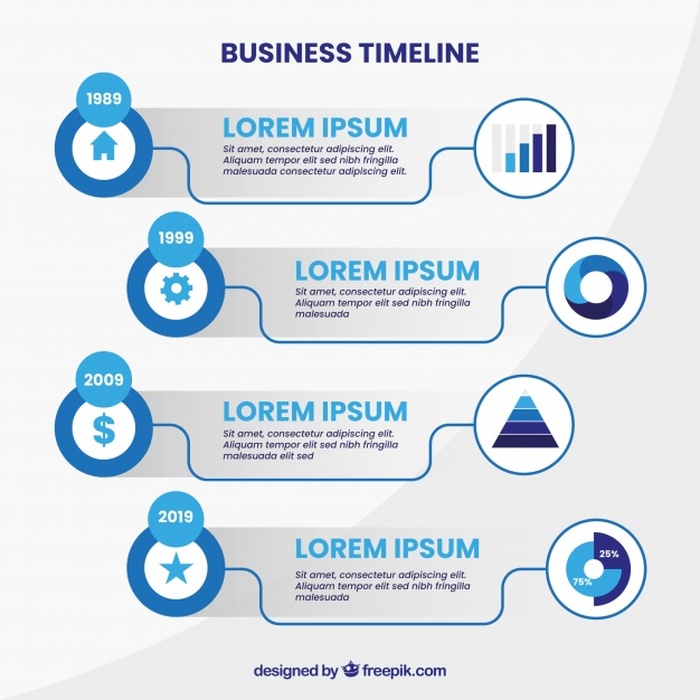 BUSINESS TIMELINE
1989
LOREM IPSUM
Sit amet, consectetur adipiscing elit.
Aliquam tempor elit sed nibh fringilla
malesuada consectetur adipiscing elit.
1999
LOREM IPSUM
Sit amet, consectetur adipiscing elit.
Aliquam tempor elit sed nibh fringilla
malesuada
2009
$
LOREM IPSUM
Sit amet, consectetur adipiscing elit.
Aliquam tempor elit sed nibh fringilla
malesuada elit sed
2019
LOREM IPSUM
Sit amet, consectetur adipiscing elit.
Aliquam tempor elit sed nibh fringilla
malesuada
25%
75%
designed by freepik.com